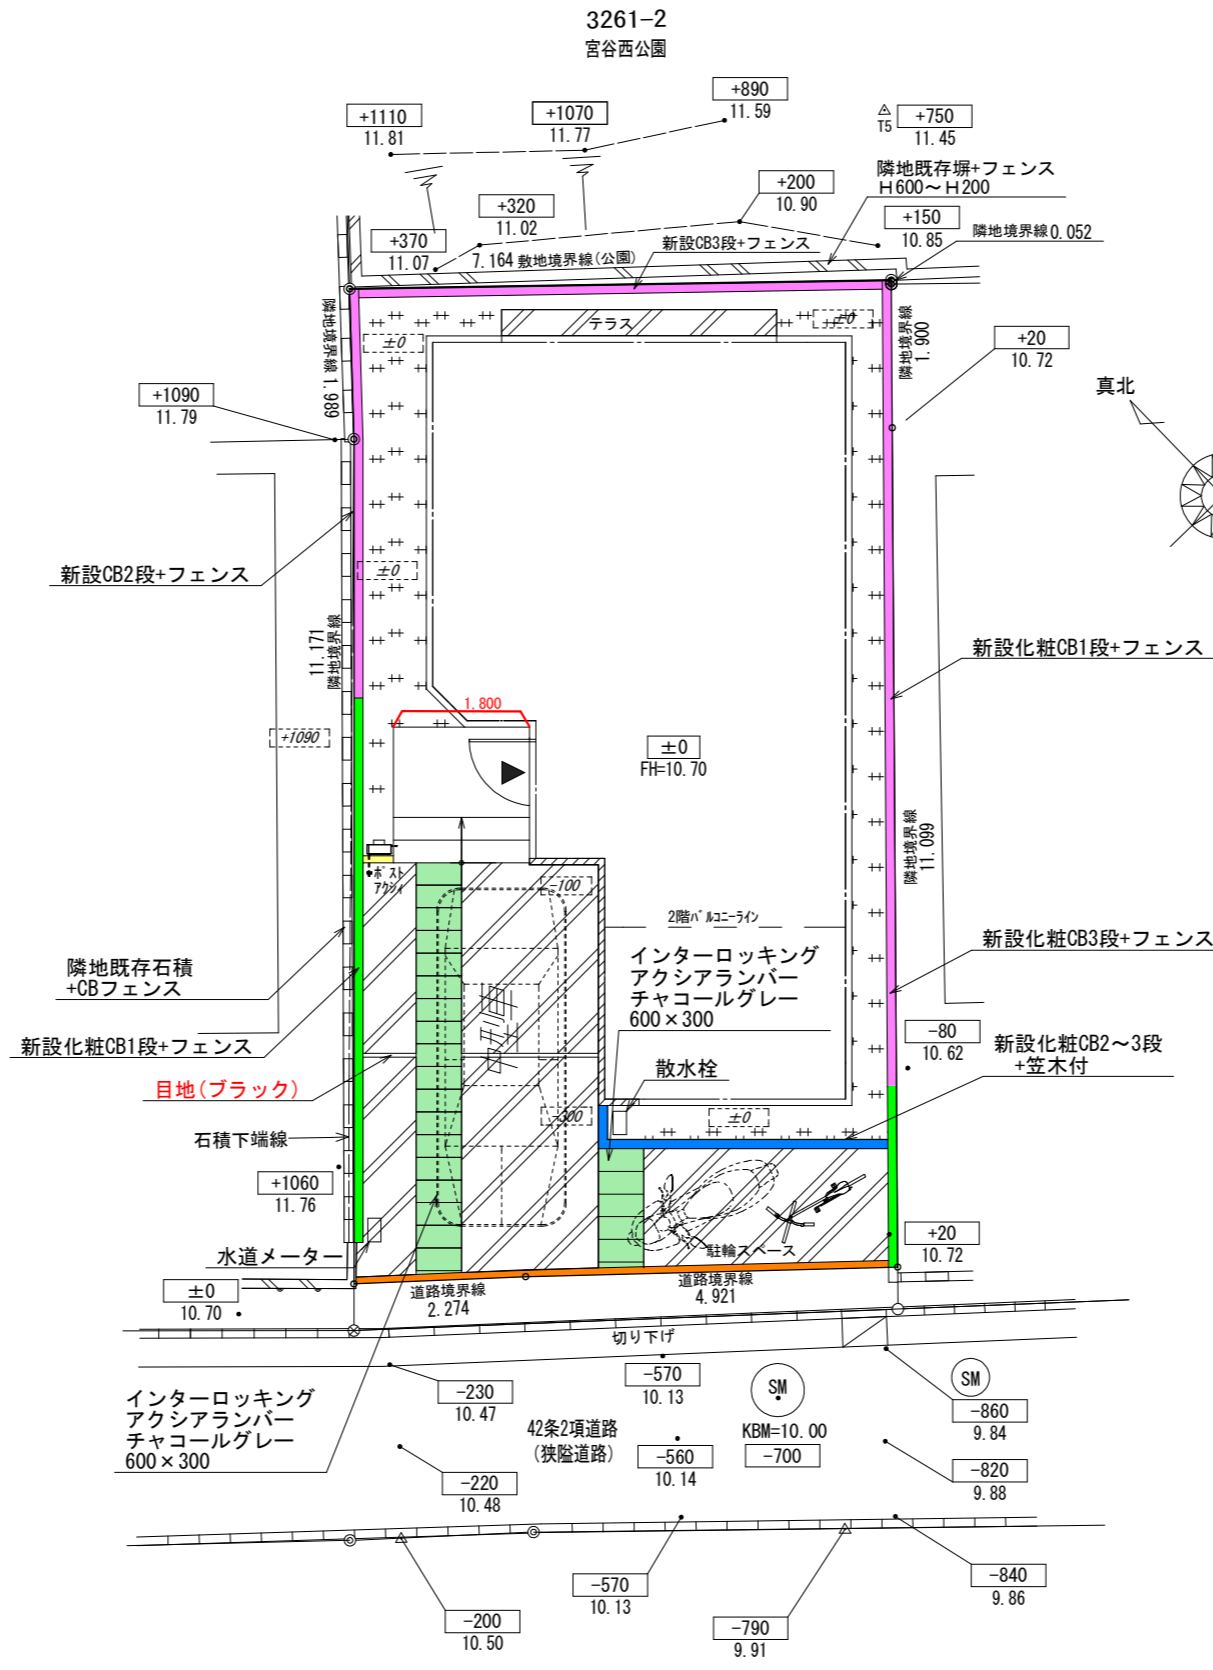 3261-2
宮谷西公園
+890
11.59
+1110
11.81
+1070
11.77
T5
+750
11.45
隣地既存塀+フェンス
H600～H200
+200
10.90
+320
11.02
+150
10.85
隣地境界線0.052
+370
11.07
新設CB3段+フェンス
7.164 敷地境界線(公園)
テラス
±0
±0
隣地境界線 1.989
隣地境界線
1.900
+20
10.72
+1090
11.79
真北
新設CB2段+フェンス
±0
11.171
隣地境界線
新設化粧CB1段+フェンス
1.800
+1090
±0
FH=10.70
隣地境界線
11.099
ポスト
アクシィ
-100
2階バルコニーライン
インターロッキング
アクシアランバー
チャコールグレー
600×300
新設化粧CB3段+フェンス
隣地既存石積
+CBフェンス
新設化粧CB1段+フェンス
-80
10.62
新設化粧CB2～3段
+笠木付
散水栓
目地(ブラック)
-300
±0
石積下端線
+1060
11.76
水道メーター
駐輪スペース
+20
10.72
±0
10.70
道路境界線
2.274
道路境界線
4.921
切り下げ
-230
10.47
-570
10.13
SM
SM
KBM=10.00
-700
-860
9.84
インターロッキング
アクシアランバー
チャコールグレー
600×300
42条2項道路
(狭隘道路)
-560
10.14
-220
10.48
-820
9.88
-840
9.86
-570
10.13
-200
10.50
-790
9.91